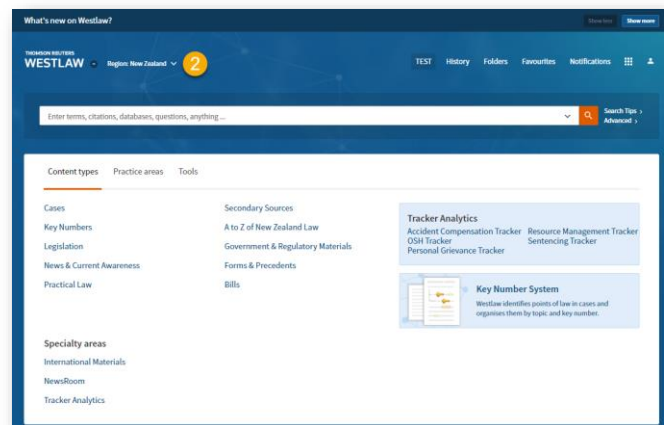 What's new on Westlaw?
Show less Show more
THOMSON REUTERS
WESTLAW Region: New Zealand 2
TEST History Folders Favourites Notifications
Enter terms, citations, databases, questions, anything ...
Search Tips
Advanced
Content types Practice areas Tools
Cases
Key Numbers
Legislation
News & Current Awareness
Practical Law
Secondary Sources
A to Z of New Zealand Law
Government & Regulatory Materials
Forms & Precedents
Bills
Tracker Analytics
Accident Compensation Tracker Resource Management Tracker
OSH Tracker Sentencing Tracker
Personal Grievance Tracker
Key Number System
Westlaw identifies points of law in cases and
organises them by topic and key number.
Specialty areas
International Materials
NewsRoom
Tracker Analytics